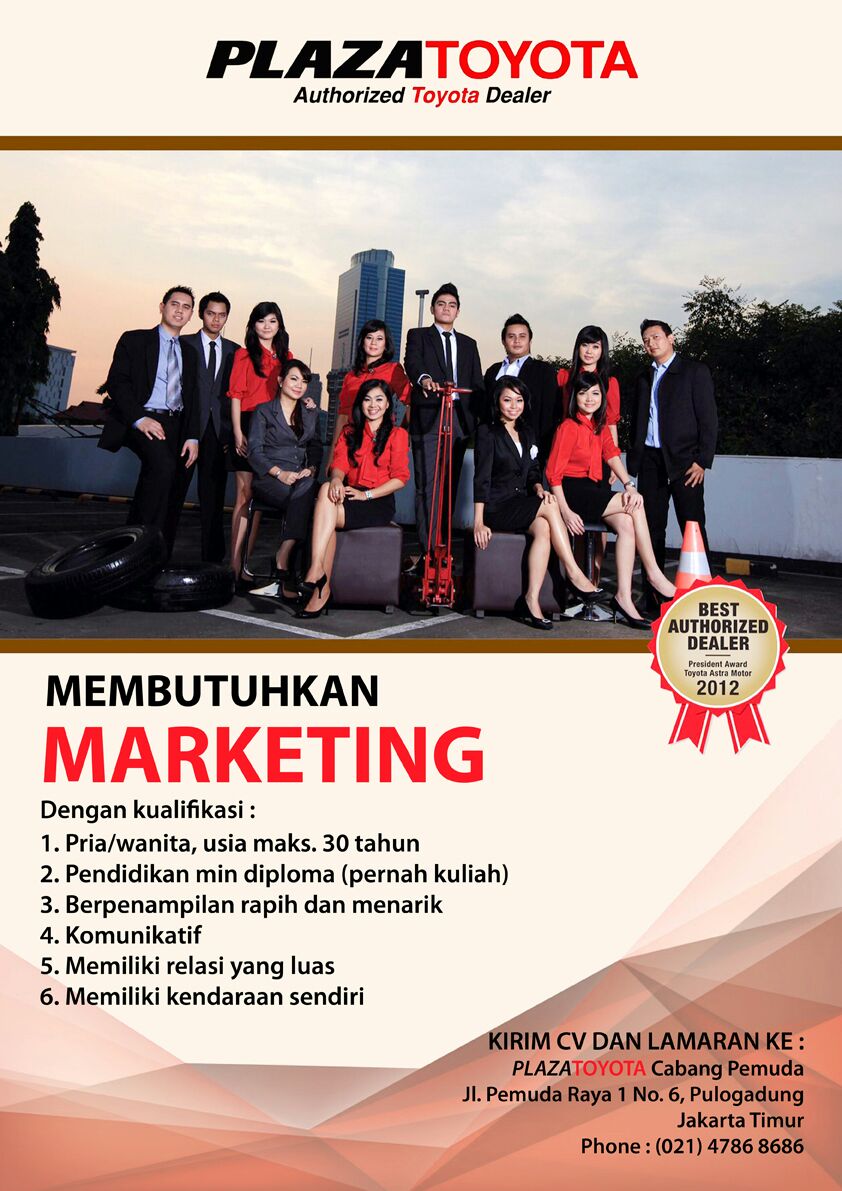 PLAZATOYOTA
Authorized Toyota Dealer
BEST
AUTHORIZED
DEALER
President Award
Toyota Astra Motor
2012
MEMBUTUHKAN
MARKETING
Dengan kualifikasi :
1. Pria/wanita, usia maks. 30 tahun
2. Pendidikan min diploma (pernah kuliah)
3. Berpenampilan rapih dan menarik
4. Komunikatif
5. Memiliki relasi yang luas
6. Memiliki kendaraan sendiri
KIRIM CV DAN LAMARAN KE :
PLAZATOYOTA Cabang Pemuda
Jl. Pemuda Raya 1 No. 6, Pulogadung
Jakarta Timur
Phone : (021) 4786 8686